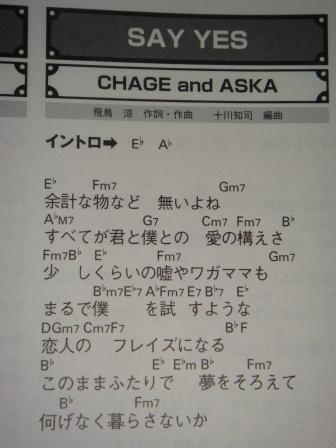 SAY YES
CHAGE and ASKA
飛鳥 涼 作詞・作曲 十川知司 編曲
イントロ➡ E♭ A♭
E♭ Fm7 Gm7
余計な物など 無いよね
A♭M7 G7 Cm7 Fm7 B♭
すべてが君と僕との 愛の構えさ
Fm7B♭ E♭ Fm7 Gm7
少 しくらいの嘘やワガママも
B♭m7E♭7 A♭Fm7 E7 B♭7 E♭
まるで僕 を試 すような
DGm7 Cm7F7 B♭F
恋人の フレイズになる
B♭ E♭ E♭m B♭ Fm7
このままふたりで 夢をそろえて
B♭ Fm7
何げなく暮らさないか